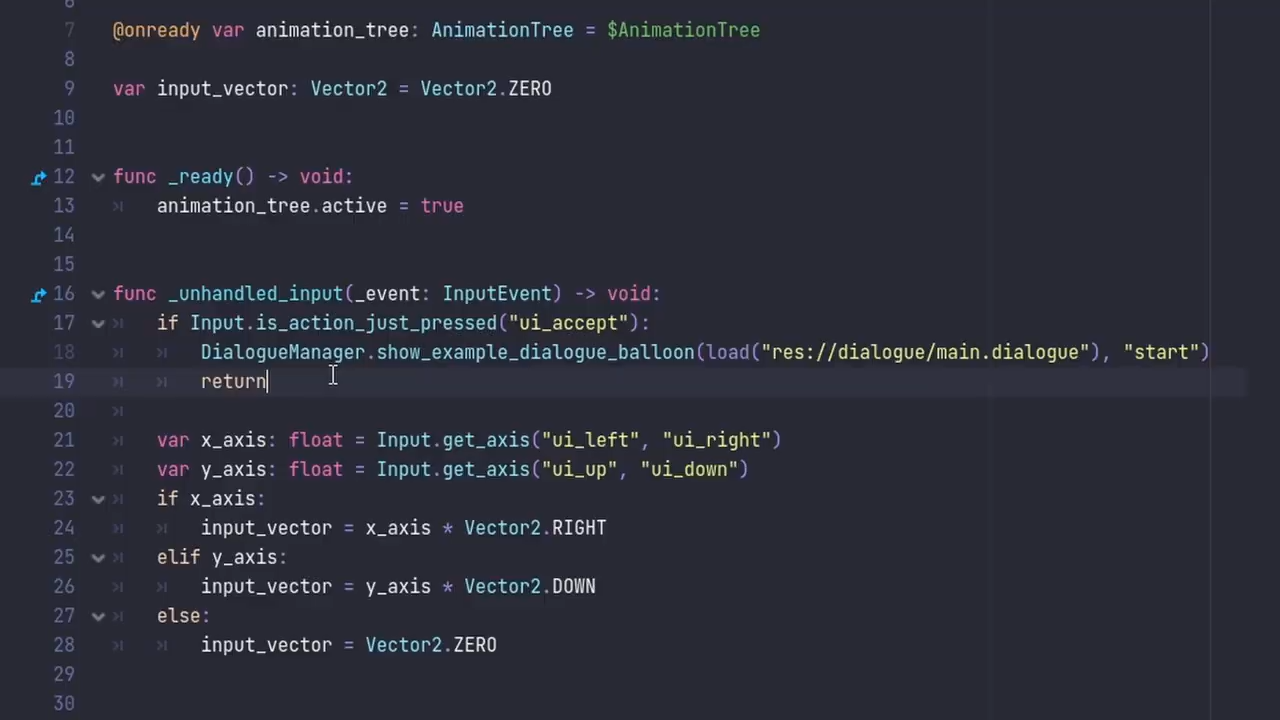 6
7 @onready var animation_tree: AnimationTree = $AnimationTree
8
9 var input_vector: Vector2 = Vector2.ZERO
10
11
12 func _ready() -> void:
13 animation_tree.active = true
14
15
16 func _unhandled_input(_event: InputEvent) -> void:
17 if Input.is_action_just_pressed("ui_accept"):
18 DialogueManager.show_example_dialogue_balloon(load("res://dialogue/main.dialogue"), "start")
19 return
20
21 var x_axis: float = Input.get_axis("ui_left", "ui_right")
22 var y_axis: float = Input.get_axis("ui_up", "ui_down")
23 if x_axis:
24 input_vector = x_axis * Vector2.RIGHT
25 elif y_axis:
26 input_vector = y_axis * Vector2.DOWN
27 else:
28 input_vector = Vector2.ZERO
29
30